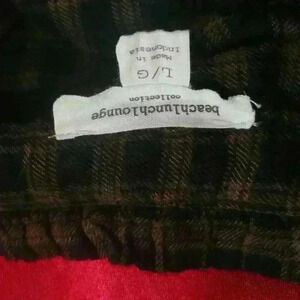 beachlunchlounge
collection
L/G
Made in
Indonesia